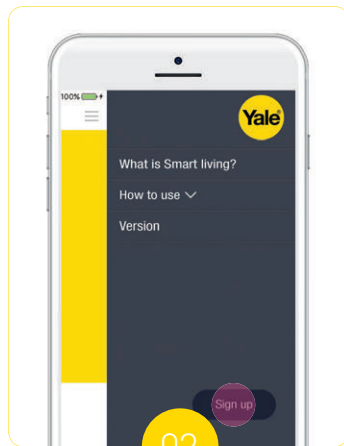 100%
Yale
What is Smart living?
How to use
Version
Sign up
02